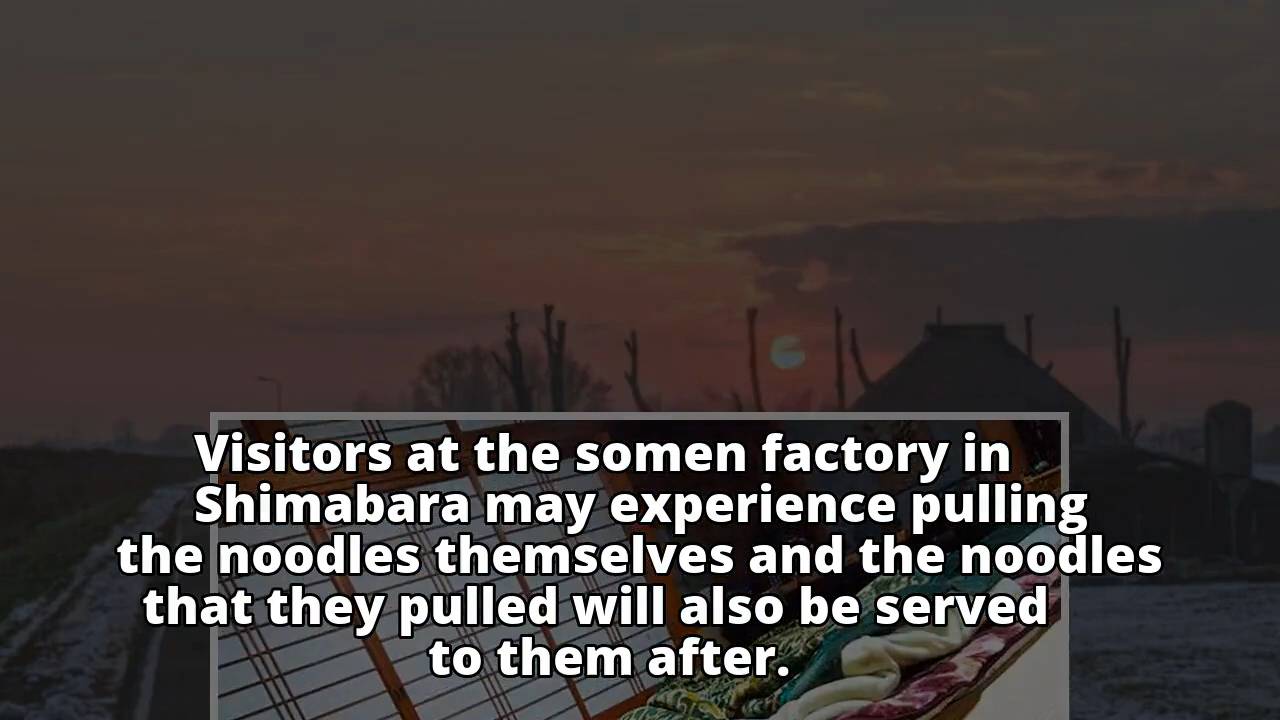 Visitors at the somen factory in
Shimabara may experience pulling
the noodles themselves and the noodles
that they pulled will also be served
to them after.